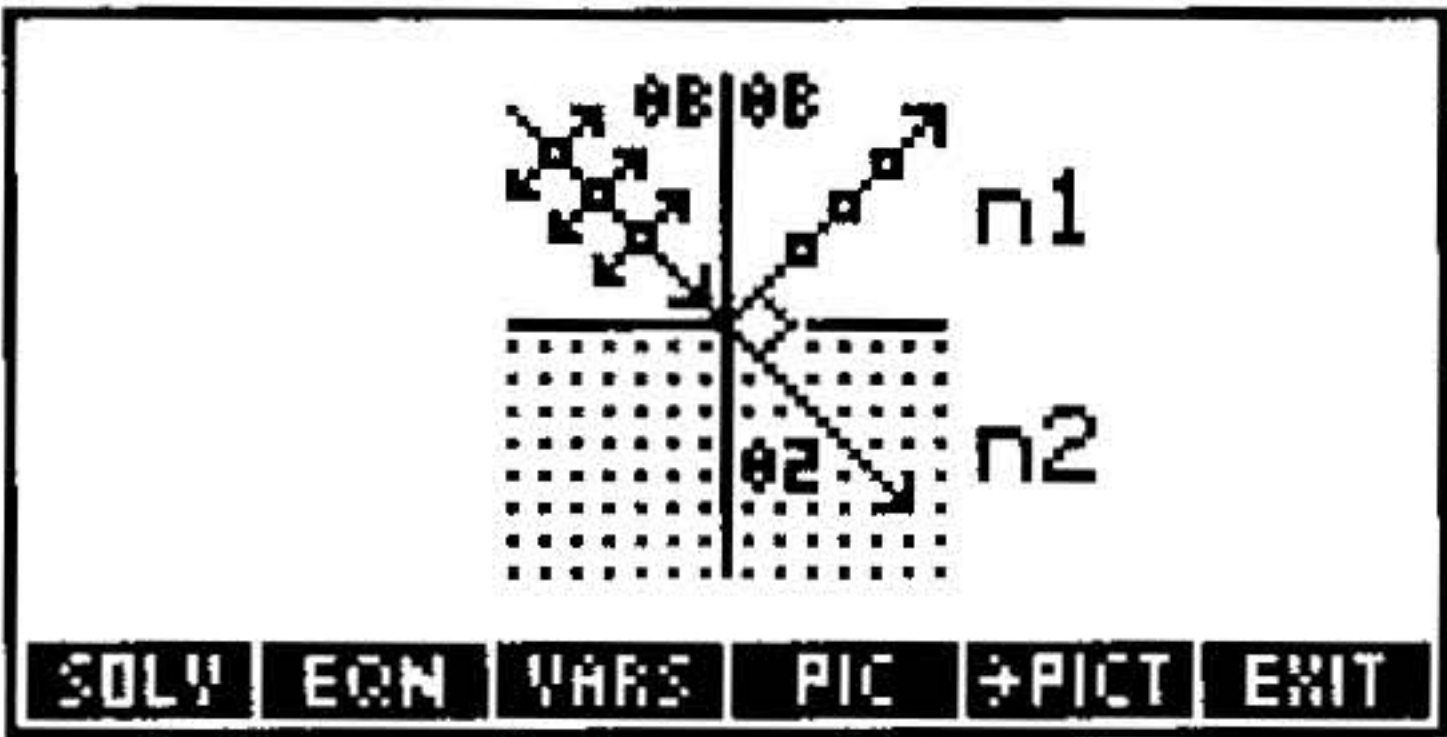 θB θB
n1
n2
θ2
SOLV EQN VARS PIC →PICT EXIT